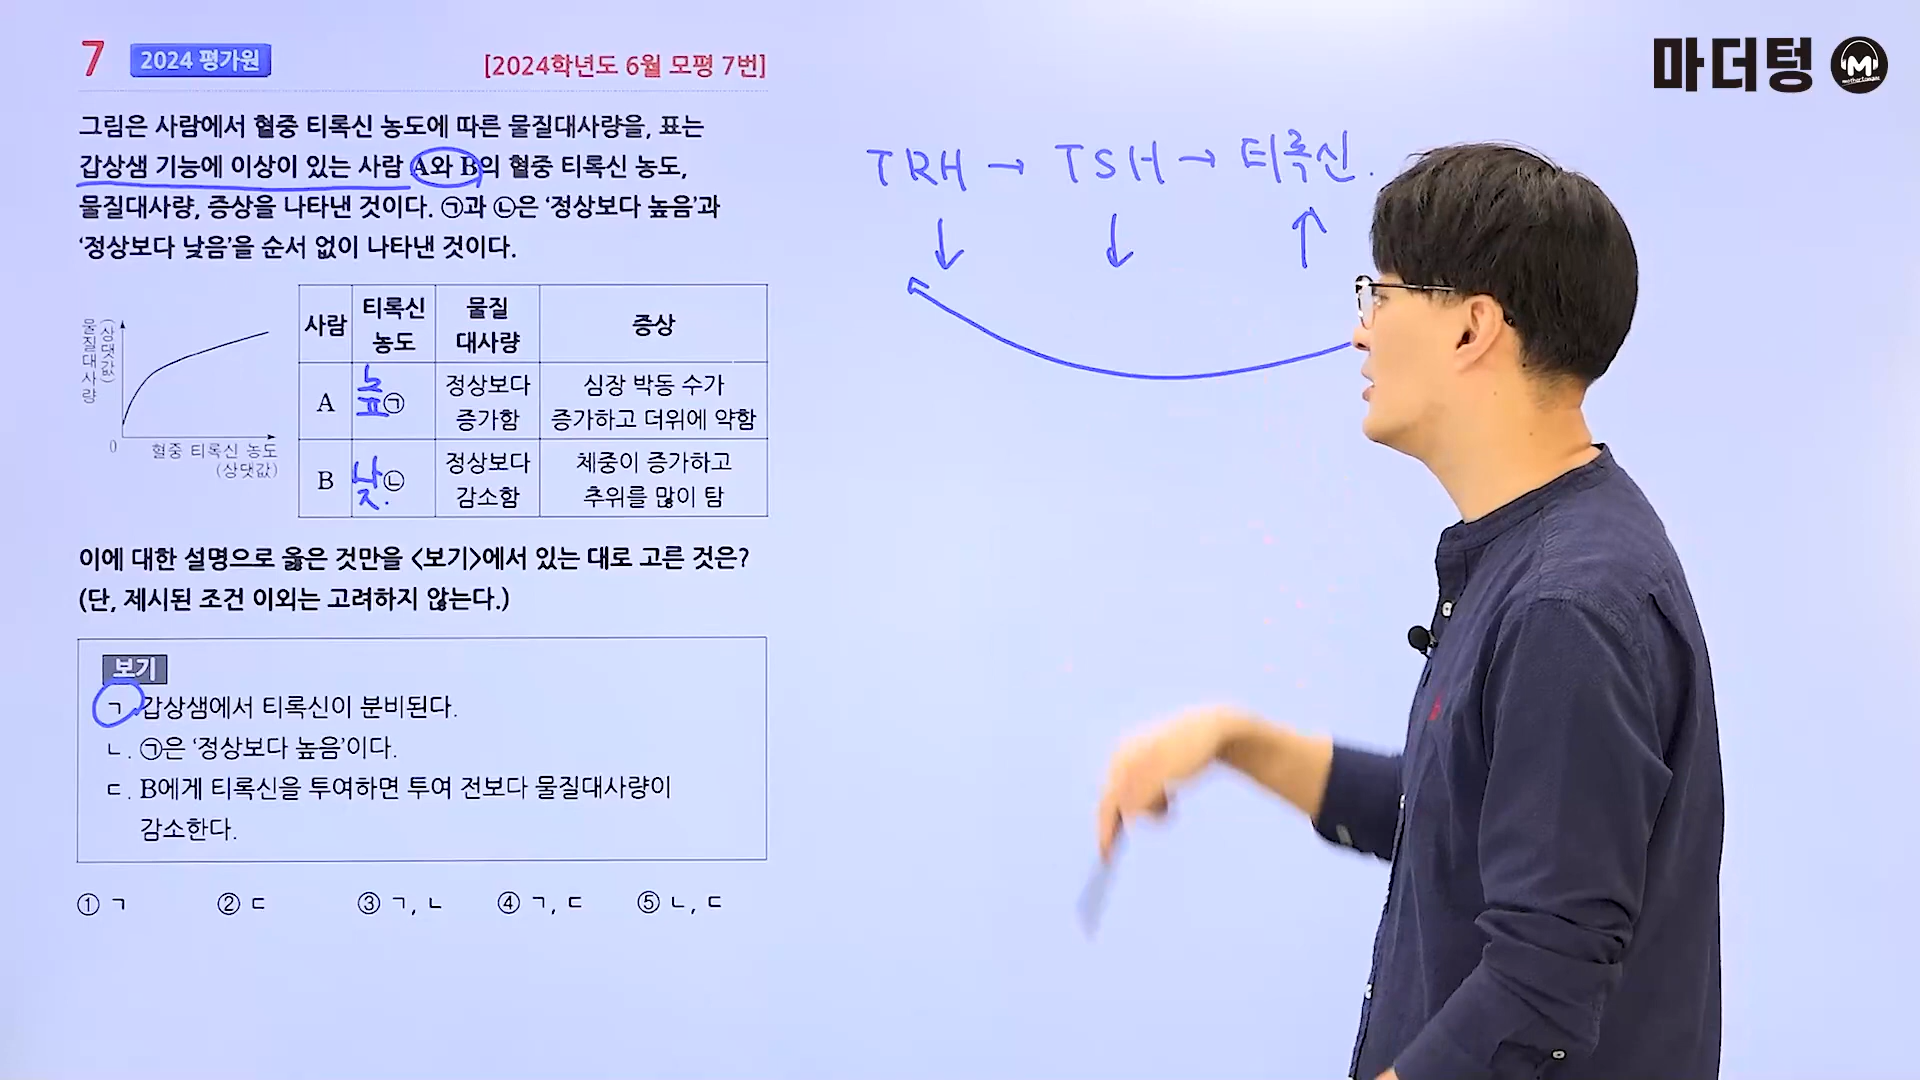 7 2024 평가원 [2024학년도 6월 모평 7번]
그림은 사람에서 혈중 티록신 농도에 따른 물질대사량을, 표는
갑상샘 기능에 이상이 있는 사람 A와 B의 혈중 티록신 농도,
물질대사량, 증상을 나타낸 것이다. ㉠과 ㉡은 ‘정상보다 높음’과
‘정상보다 낮음’을 순서 없이 나타낸 것이다.
물질대사량 (상댓값)
0
혈중 티록신 농도
(상댓값)
사람 티록신 농도 물질 대사량 증상
A 높 ㉠ 정상보다 증가함 심장 박동 수가 증가하고 더위에 약함
B 낮. ㉡ 정상보다 감소함 체중이 증가하고 추위를 많이 탐
이에 대한 설명으로 옳은 것만을 <보기>에서 있는 대로 고른 것은?
(단, 제시된 조건 이외는 고려하지 않는다.)
보기
ㄱ. 갑상샘에서 티록신이 분비된다.
ㄴ. ㉠은 ‘정상보다 높음’이다.
ㄷ. B에게 티록신을 투여하면 투여 전보다 물질대사량이
감소한다.
① ㄱ ② ㄷ ③ ㄱ, ㄴ ④ ㄱ, ㄷ ⑤ ㄴ, ㄷ
TRH → TSH → 티록신.
↓ ↓ ↑
마더텅 M